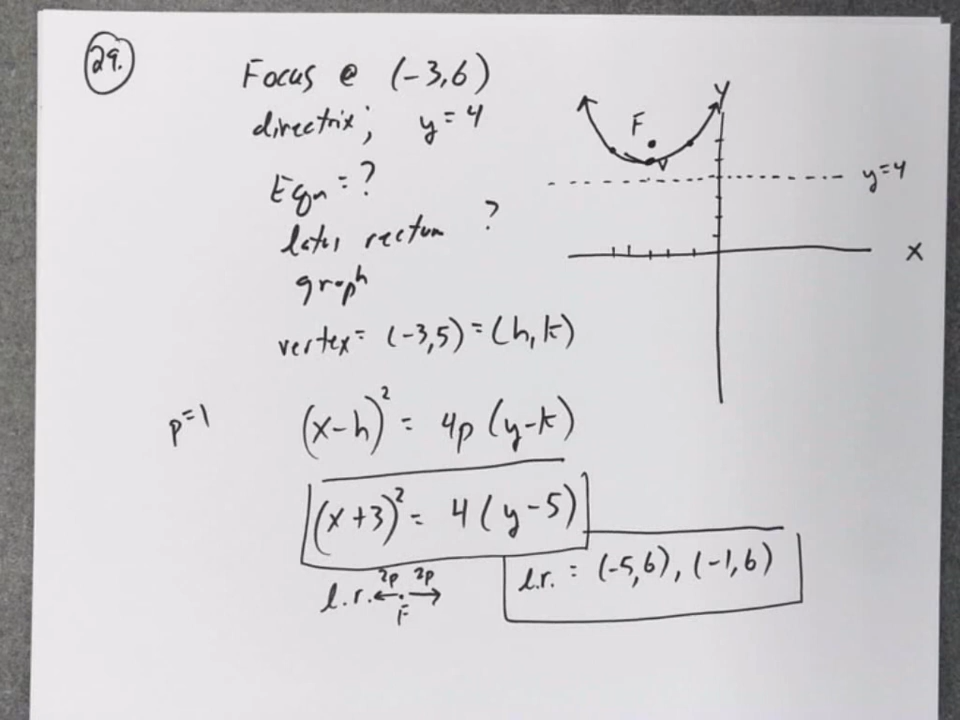 29.
Focus @ (-3,6)
directrix; y=4
Eqn = ?
latus rectum ?
graph
vertex = (-3,5) = (h,k)
p=1
(x-h)² = 4p (y-k)
(x+3)² = 4(y-5)
l.r. 2p 2p
F
l.r. = (-5,6), (-1,6)
y
F
v
y=4
x